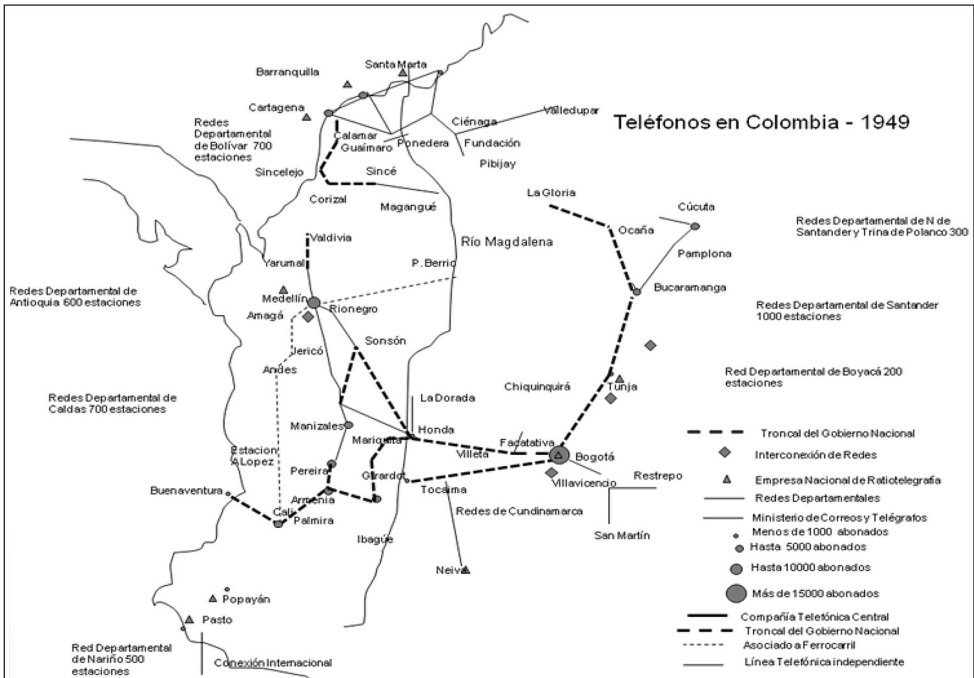 Teléfonos en Colombia - 1949
Santa Marta
Barranquilla
Cartagena
Redes
Departamental
de Bolívar 700
estaciones
Calamar
Guaímaro
Ponedera
Ciénaga
Fundación
Pibijay
Valledupar
Sincelejo
Sincé
Corizal
Magangué
La Gloria
Cúcuta
Ocaña
Pamplona
Redes Departamental de N de
Santander y Trina de Polanco 300
Valdivia
Río Magdalena
Yarumal
P. Berrio
Bucaramanga
Redes Departamental de
Antioquia 600 estaciones
Medellín
Rionegro
Amagá
Redes Departamental de Santander
1000 estaciones
Sonsón
Jericó
Andes
Chiquinquirá
Tunja
Red Departamental de Boyacá 200
estaciones
Redes Departamental de
Caldas 700 estaciones
La Dorada
Manizales
Mariquita
Honda
Villeta
Facatativa
Bogotá
Estacion
A Lopez
Pereira
Girardot
Tocaima
Villavicencio
Restrepo
Buenaventura
Armenia
Cali
Palmira
Redes de Cundinamarca
San Martín
Ibagüe
Neiva
Popayán
Pasto
Red Departamental
de Nariño 500
estaciones
Conexión Internacional
Troncal del Gobierno Nacional
Interconexión de Redes
Empresa Nacional de Ratiotelegrafía
Redes Departamentales
Ministerio de Correos y Telégrafos
Menos de 1000 abonados
Hasta 5000 abonados
Hasta 10000 abonados
Más de 15000 abonados
Compañía Telefónica Central
Troncal del Gobierno Nacional
Asociado a Ferrocarril
Línea Telefónica independiente